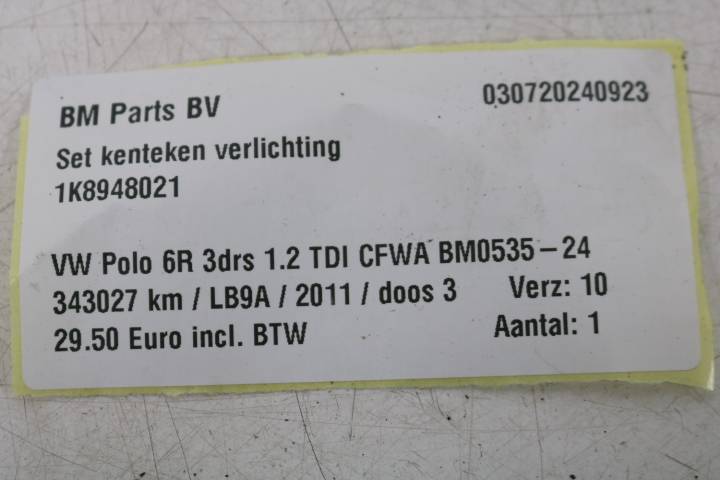 BM Parts BV 030720240923
Set kenteken verlichting
1K8948021
VW Polo 6R 3drs 1.2 TDI CFWA BM0535-24
343027 km / LB9A / 2011 / doos 3 Verz: 10
29.50 Euro incl. BTW Aantal: 1